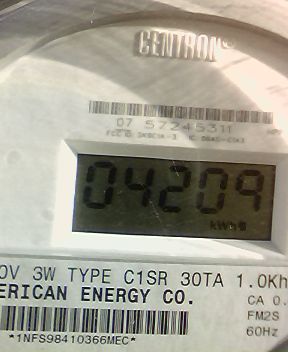 CENTRON®
07 57245311
04209
kWh
0V 3W TYPE C1SR 30TA 1.0Kh
ERICAN ENERGY CO.
CA 0.
FM2S
60Hz
*1NFS98410366MEC*